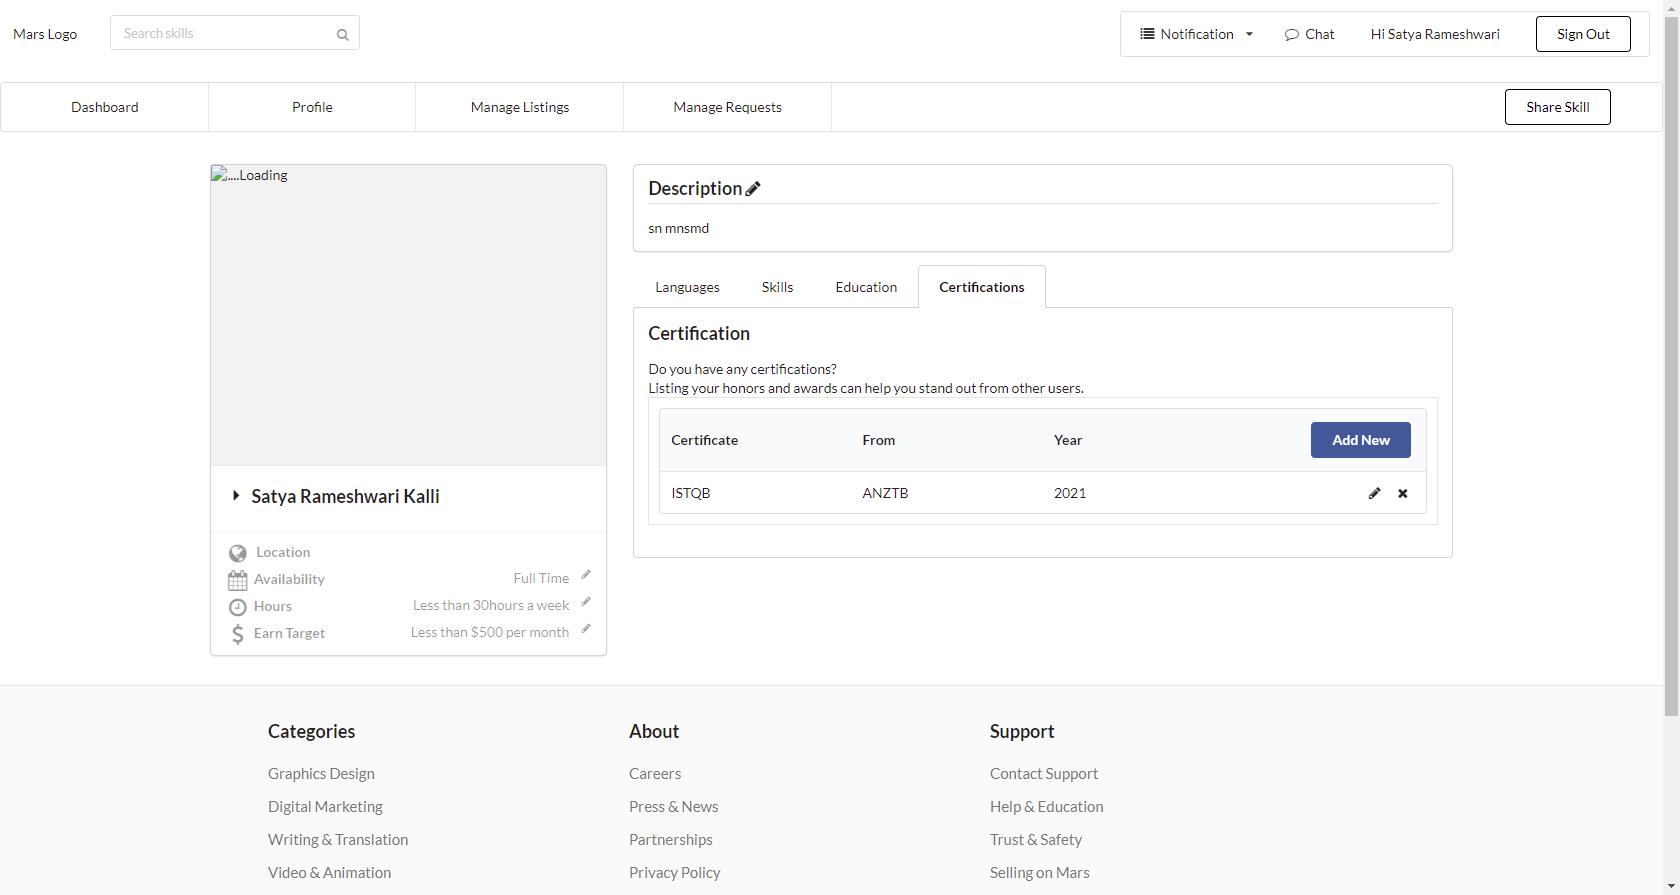 Mars Logo
Search skills
Notification
Chat
Hi Satya Rameshwari
Sign Out
Dashboard
Profile
Manage Listings
Manage Requests
Share Skill
....Loading
Satya Rameshwari Kalli
Location
Availability
Full Time
Hours
Less than 30hours a week
Earn Target
Less than $500 per month
Description
sn mnsmd
Languages
Skills
Education
Certifications
Certification
Do you have any certifications?
Listing your honors and awards can help you stand out from other users.
Certificate
From
Year
Add New
ISTQB
ANZTB
2021
Categories
Graphics Design
Digital Marketing
Writing & Translation
Video & Animation
About
Careers
Press & News
Partnerships
Privacy Policy
Support
Contact Support
Help & Education
Trust & Safety
Selling on Mars